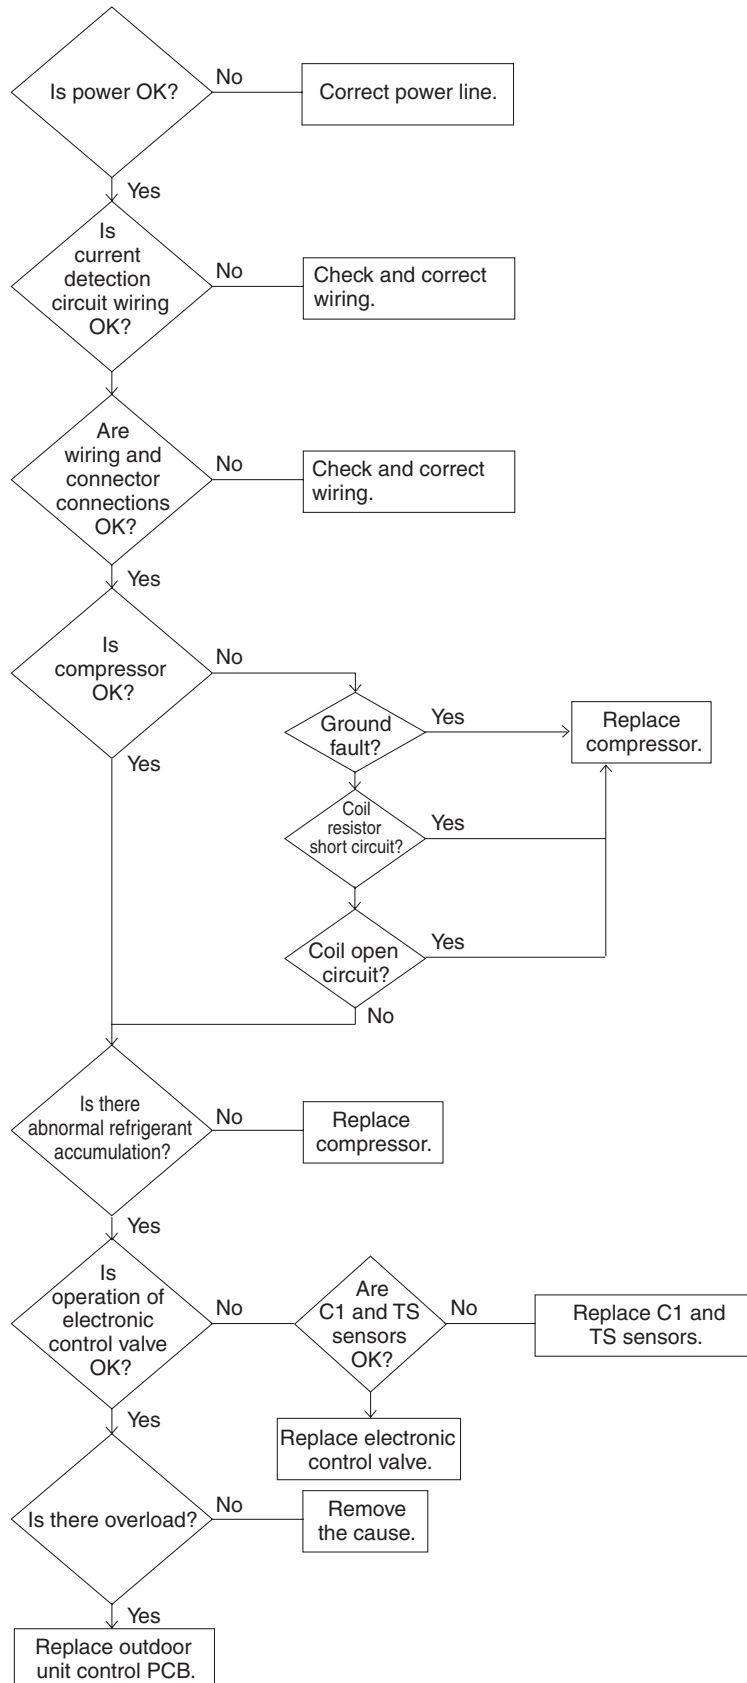 Is power OK?
No
Correct power line.
Yes
Is
current
detection
circuit wiring
OK?
No
Check and correct
wiring.
Are
wiring and
connector
connections
OK?
No
Check and correct
wiring.
Yes
Is
compressor
OK?
No
Yes
Ground
fault?
Yes
Replace
compressor.
Coil
resistor
short circuit?
Yes
Coil open
circuit?
Yes
No
Is there
abnormal refrigerant
accumulation?
No
Replace
compressor.
Yes
Is
operation of
electronic
control valve
OK?
No
Are
C1 and TS
sensors
OK?
No
Replace C1 and
TS sensors.
Yes
Replace electronic
control valve.
Is there overload?
No
Remove
the cause.
Yes
Replace outdoor
unit control PCB.